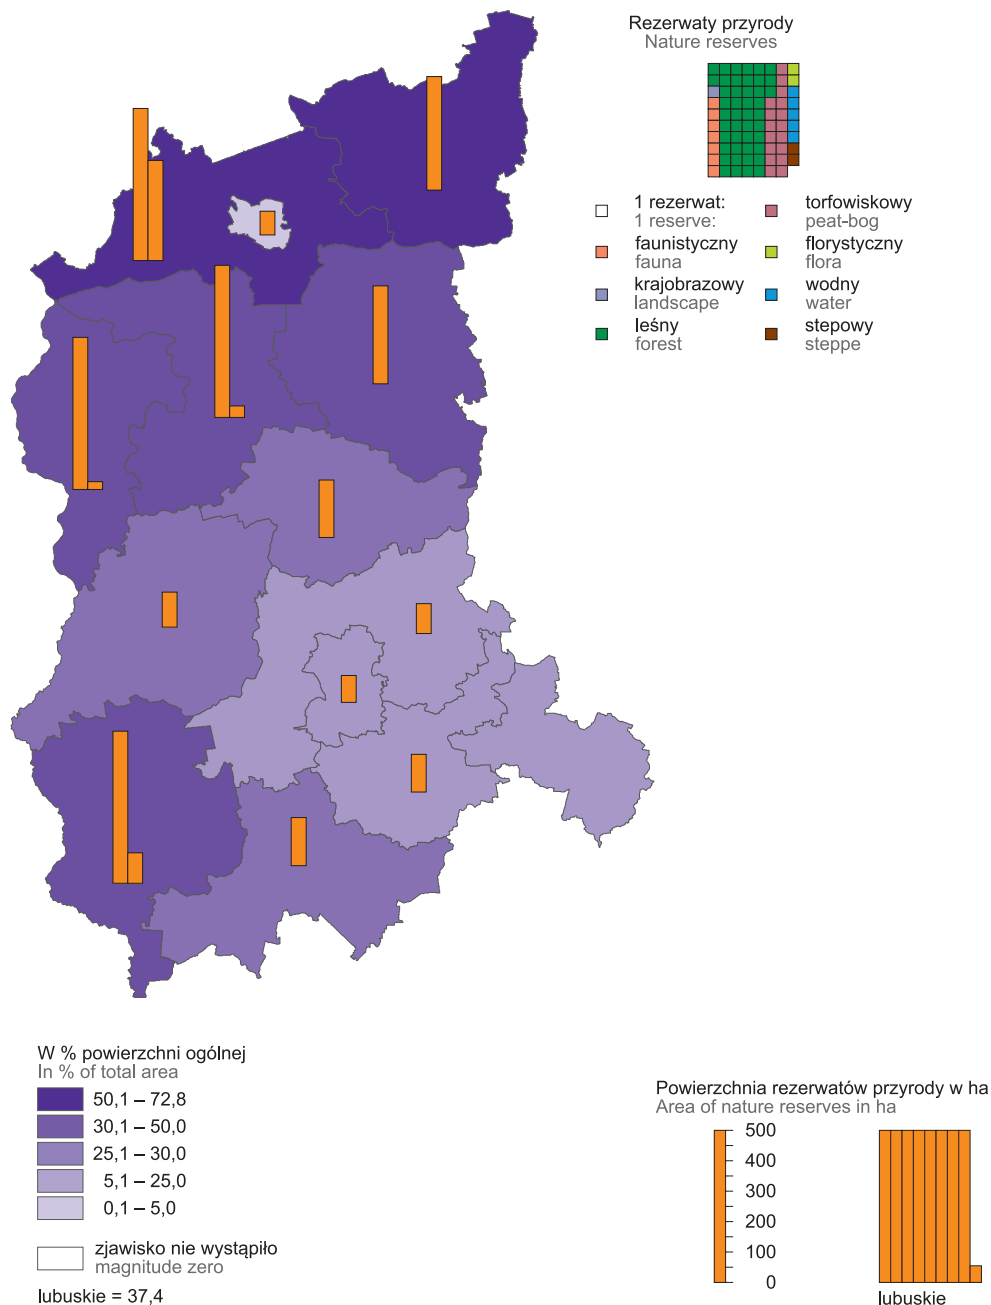 Rezerwaty przyrody
Nature reserves
1 rezerwat:
1 reserve:
faunistyczny
fauna
krajobrazowy
landscape
leśny
forest
torfowiskowy
peat-bog
florystyczny
flora
wodny
water
stepowy
steppe
W % powierzchni ogólnej
In % of total area
50,1 – 72,8
30,1 – 50,0
25,1 – 30,0
5,1 – 25,0
0,1 – 5,0
zjawisko nie wystąpiło
magnitude zero
lubuskie = 37,4
Powierzchnia rezerwatów przyrody w ha
Area of nature reserves in ha
500
400
300
200
100
0
lubuskie